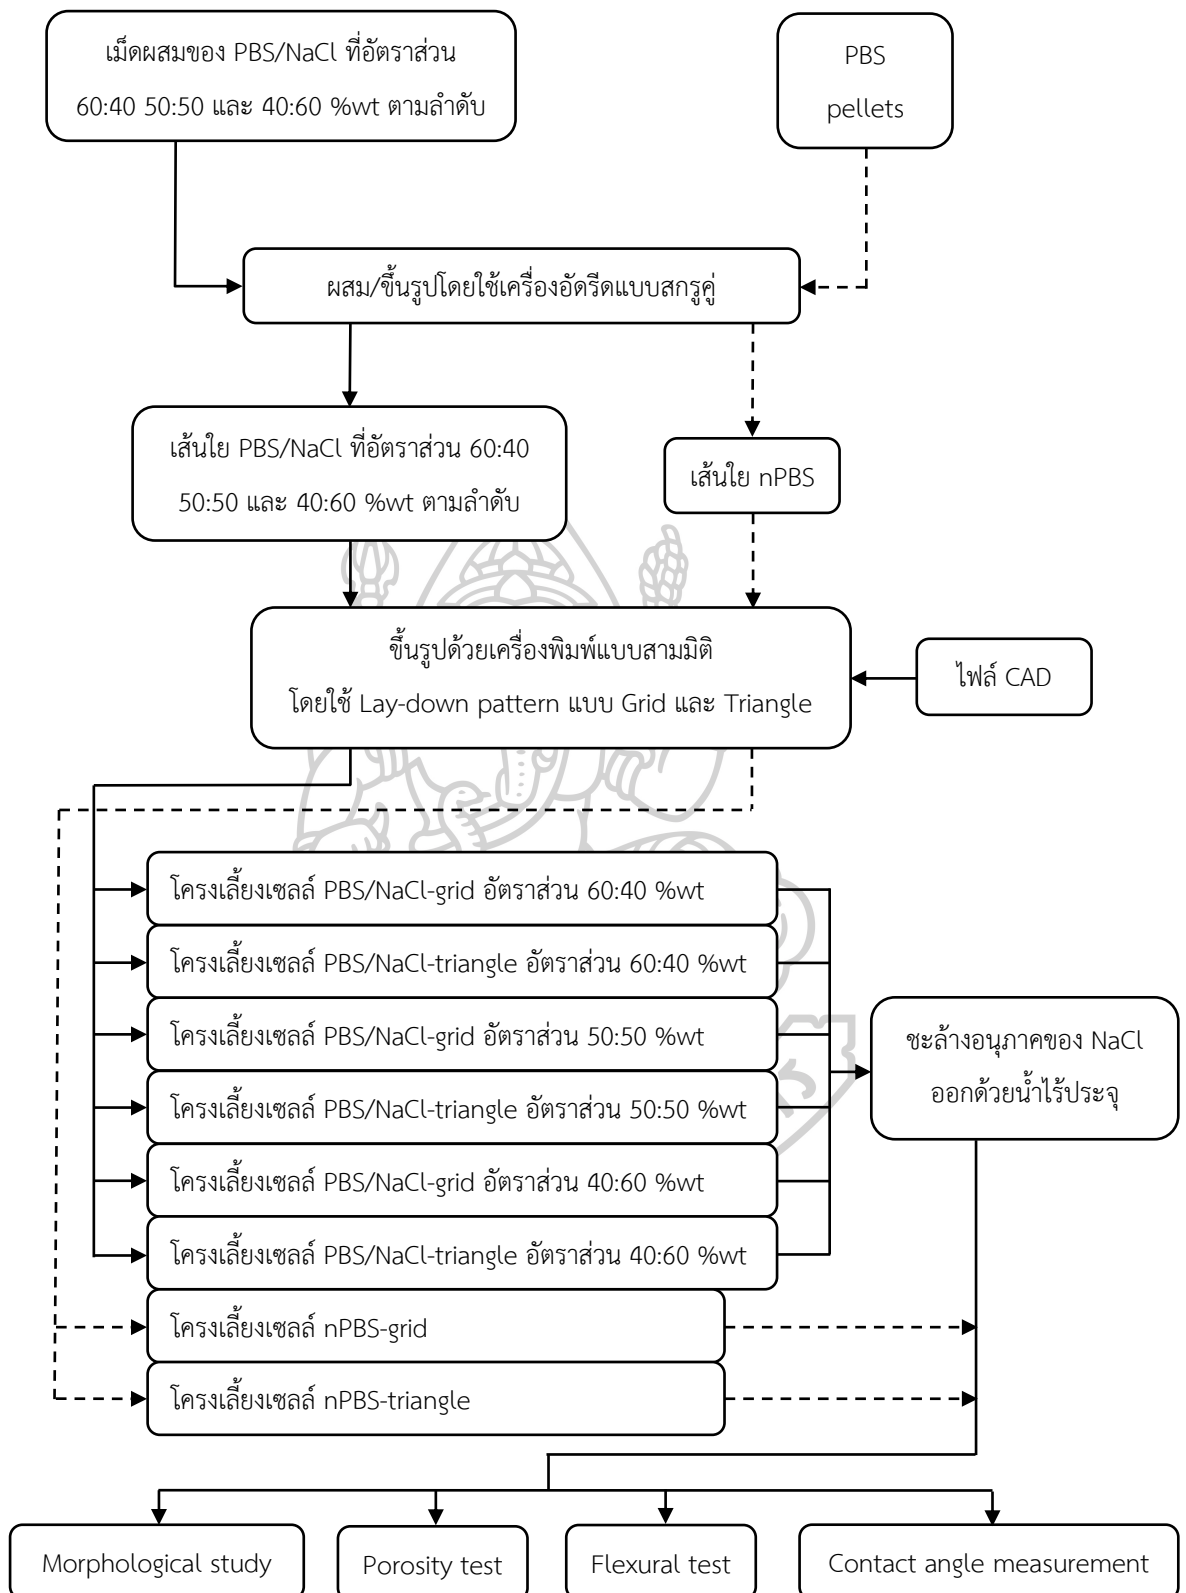 เม็ดผสมของ PBS/NaCl ที่อัตราส่วน
60:40 50:50 และ 40:60 %wt ตามลำดับ
PBS
pellets
ผสม/ขึ้นรูปโดยใช้เครื่องอัดรีดแบบสกรูคู่
เส้นใย PBS/NaCl ที่อัตราส่วน 60:40
50:50 และ 40:60 %wt ตามลำดับ
เส้นใย nPBS
ขึ้นรูปด้วยเครื่องพิมพ์แบบสามมิติ
โดยใช้ Lay-down pattern แบบ Grid และ Triangle
ไฟล์ CAD
โครงเลี้ยงเซลล์ PBS/NaCl-grid อัตราส่วน 60:40 %wt
โครงเลี้ยงเซลล์ PBS/NaCl-triangle อัตราส่วน 60:40 %wt
โครงเลี้ยงเซลล์ PBS/NaCl-grid อัตราส่วน 50:50 %wt
โครงเลี้ยงเซลล์ PBS/NaCl-triangle อัตราส่วน 50:50 %wt
โครงเลี้ยงเซลล์ PBS/NaCl-grid อัตราส่วน 40:60 %wt
โครงเลี้ยงเซลล์ PBS/NaCl-triangle อัตราส่วน 40:60 %wt
ชะล้างอนุภาคของ NaCl
ออกด้วยน้ำไร้ประจุ
โครงเลี้ยงเซลล์ nPBS-grid
โครงเลี้ยงเซลล์ nPBS-triangle
Morphological study
Porosity test
Flexural test
Contact angle measurement